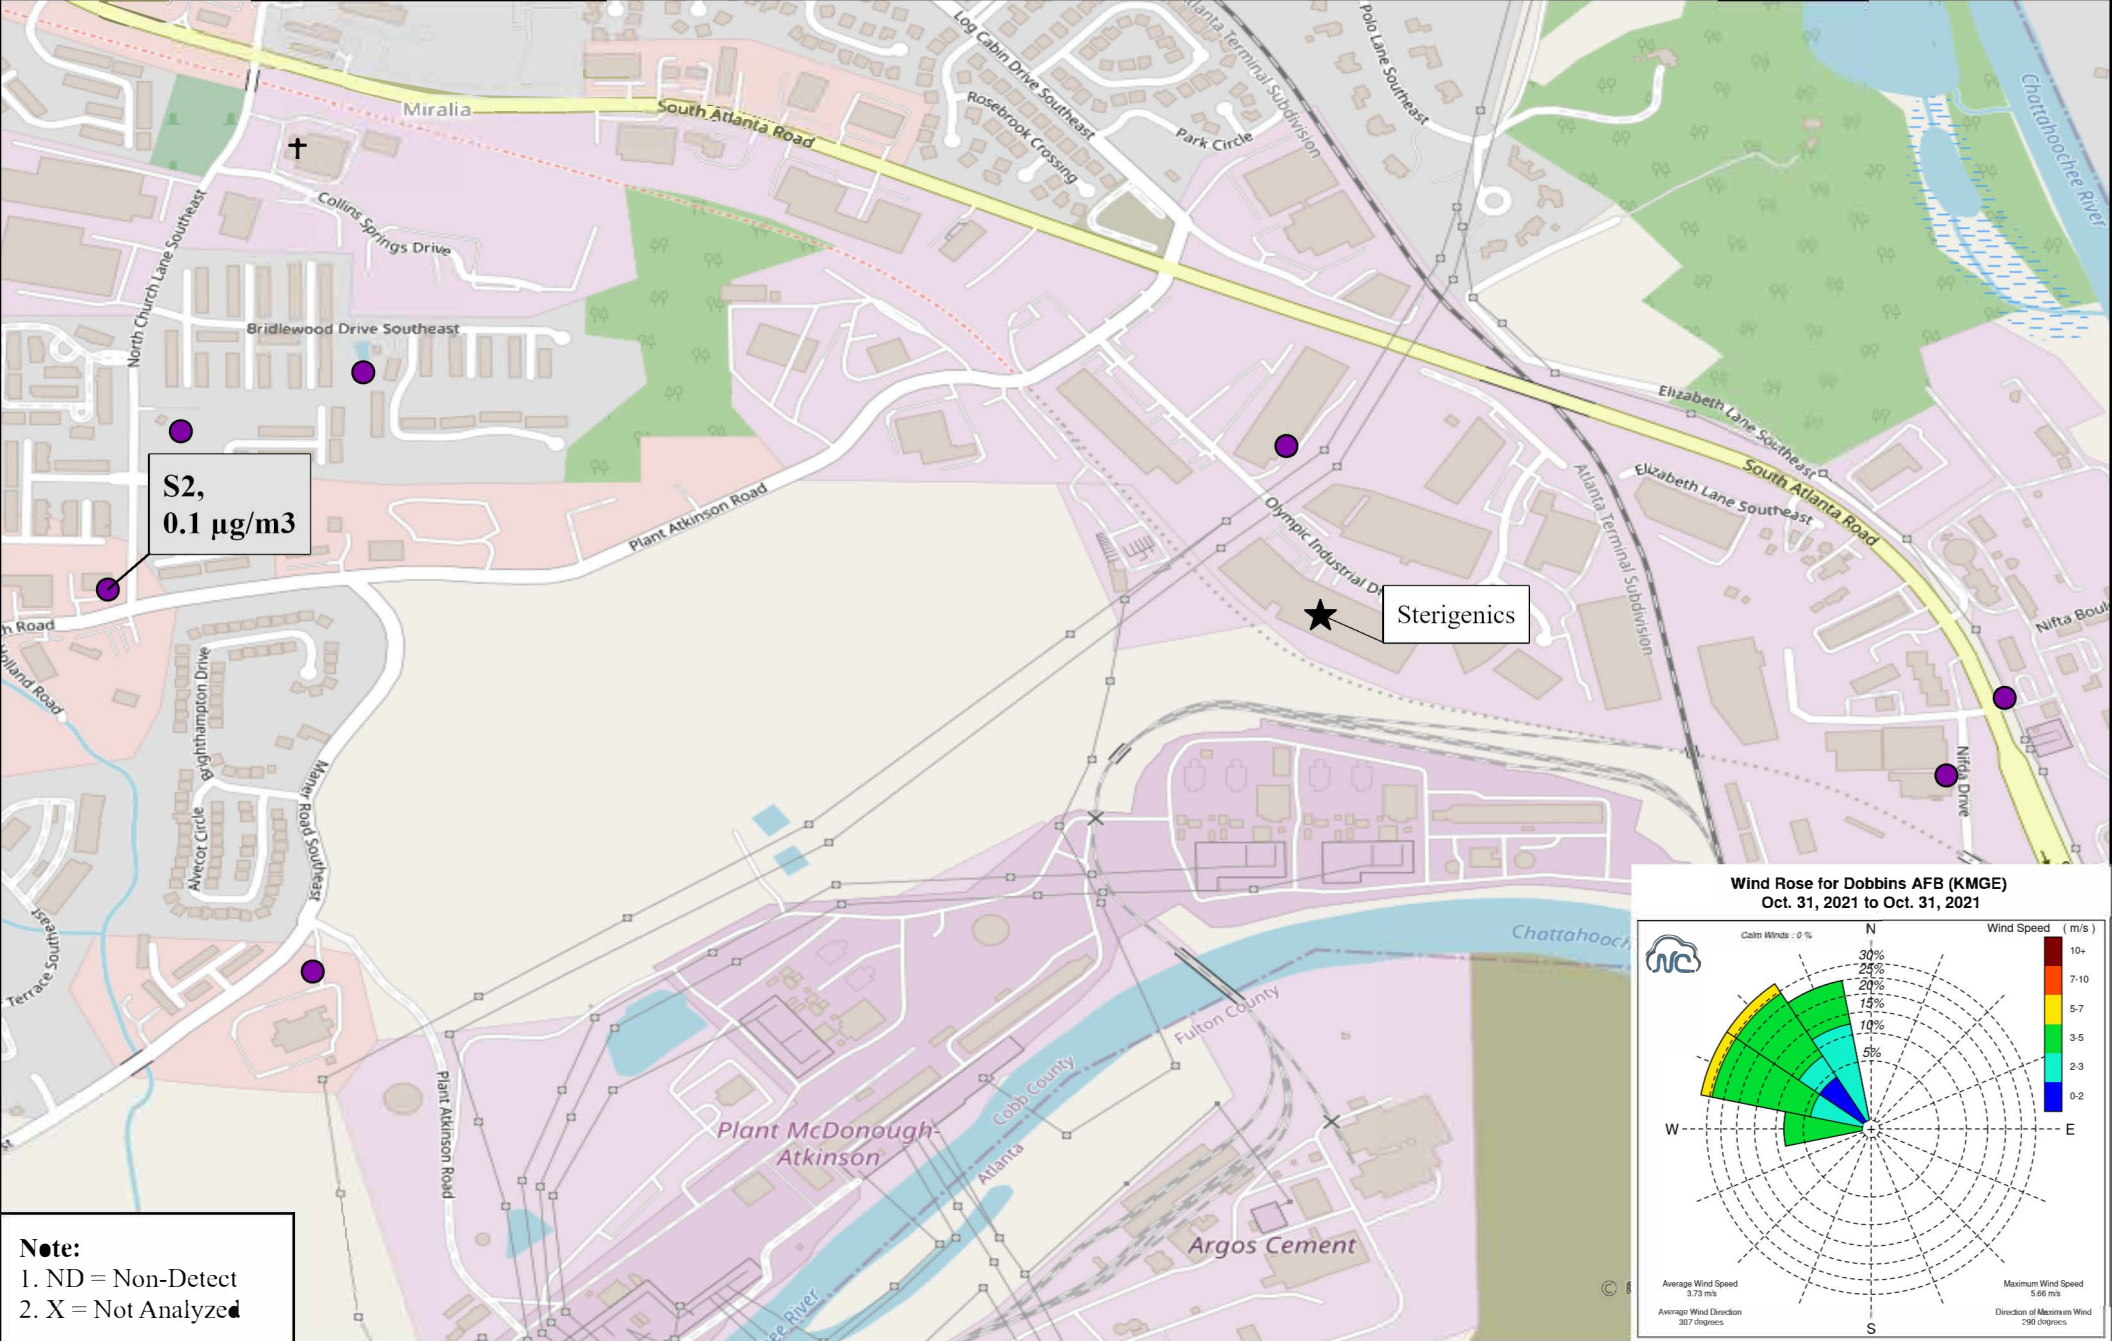 Log Cabin Drive Southeast
Atlanta Terminal Subdivision
Polo Lane Southeast
Chattahoochee River
Miralia
South Atlanta Road
Rosebrook Crossing
Park Circle
North Church Lane Southeast
Collins Springs Drive
Bridlewood Drive Southeast
S2,
0.1 µg/m3
Plant Atkinson Road
Olympic Industrial Dr
Sterigenics
Atlanta Terminal Subdivision
Elizabeth Lane Southeast
Elizabeth Lane Southeast
South Atlanta Road
Nifta Boul
Nifda Drive
h Road
Holland Road
Brighthampton Drive
Alvecot Circle
Maner Road Southeast
Terrace Southeast
Plant Atkinson Road
Chattahooch
Fulton County
Cobb County
Atlanta
Plant McDonough-
Atkinson
Argos Cement
ee River
©
Note:
1. ND = Non-Detect
2. X = Not Analyzed
Wind Rose for Dobbins AFB (KMGE)
Oct. 31, 2021 to Oct. 31, 2021
NC
Calm Winds : 0 %
N
Wind Speed ( m/s )
30%
25%
20%
15%
10%
5%
10+
7-10
5-7
3-5
2-3
0-2
W
E
S
Average Wind Speed
3.73 m/s
Average Wind Direction
307 degrees
Maximum Wind Speed
5.66 m/s
Direction of Maximum Wind
290 degrees